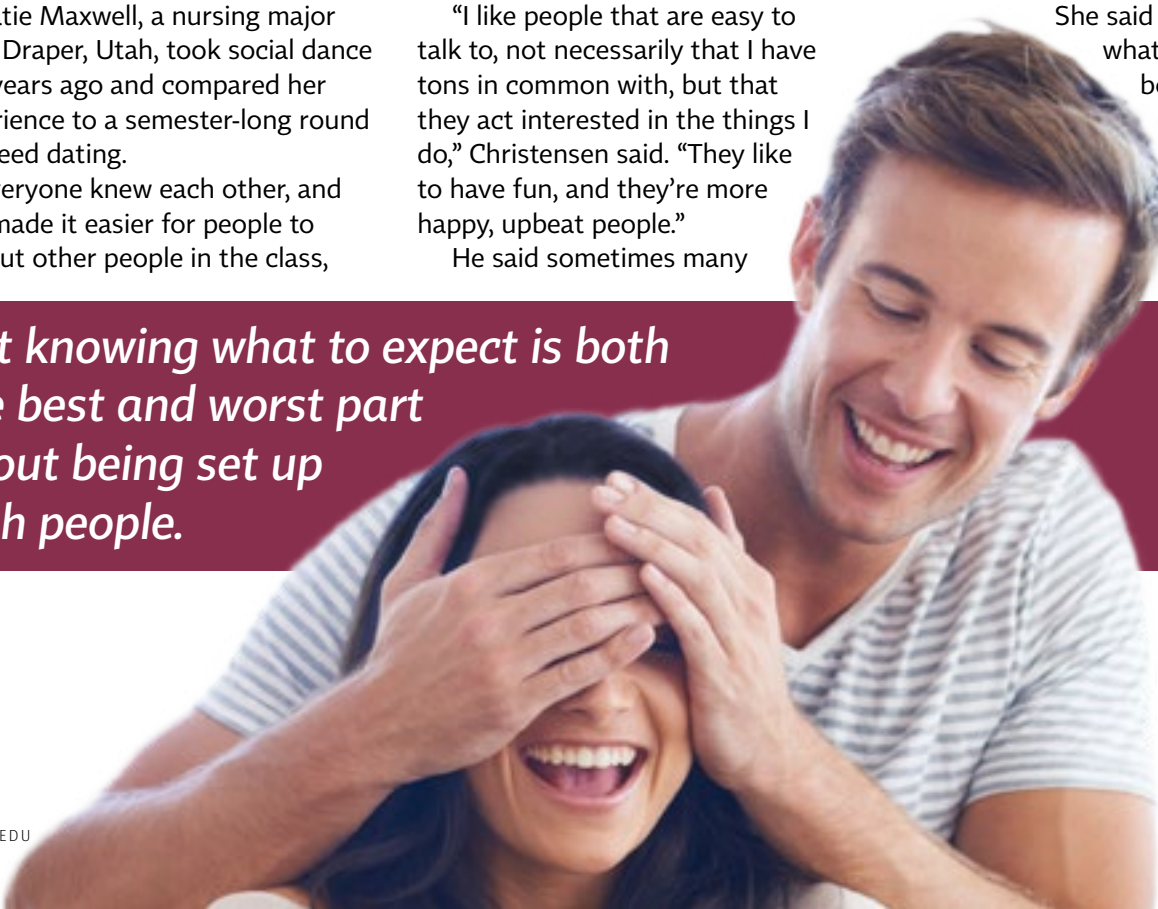 atie Maxwell, a nursing major
Draper, Utah, took social dance
years ago and compared her
rience to a semester-long round
eed dating.
veryone knew each other, and
made it easier for people to
ut other people in the class,
“I like people that are easy to
talk to, not necessarily that I have
tons in common with, but that
they act interested in the things I
do,” Christensen said. “They like
to have fun, and they’re more
happy, upbeat people.”
He said sometimes many
She said
what
be
t knowing what to expect is both
e best and worst part
out being set up
h people.
EDU